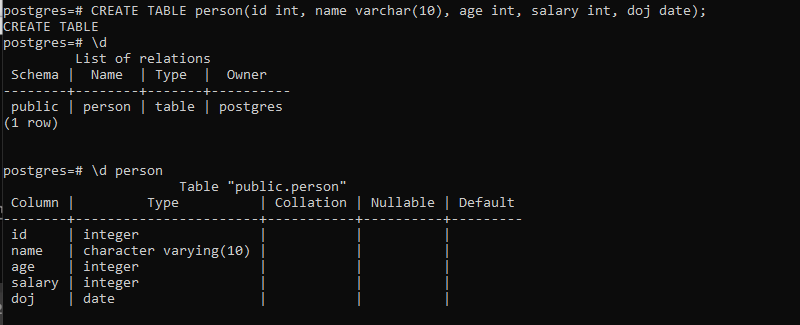 postgres=# CREATE TABLE person(id int, name varchar(10), age int, salary int, doj date);
CREATE TABLE
postgres=# \d
         List of relations
 Schema |  Name  | Type  |  Owner
--------+--------+-------+----------
 public | person | table | postgres
(1 row)
postgres=# \d person
                      Table "public.person"
 Column |         Type          | Collation | Nullable | Default
--------+-----------------------+-----------+----------+---------
 id     | integer               |           |          |
 name   | character varying(10) |           |          |
 age    | integer               |           |          |
 salary | integer               |           |          |
 doj    | date                  |           |          |